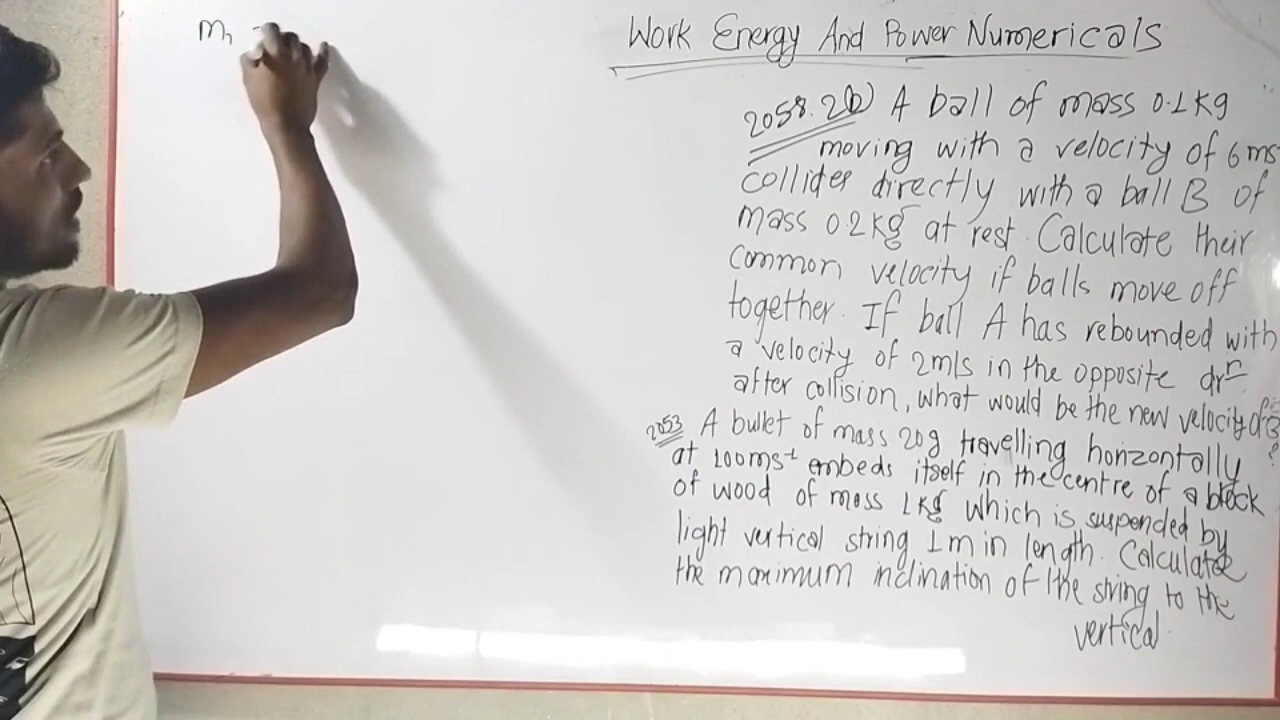 m₁ =
Work Energy And Power Numericals
2058. 2b) A ball of mass 0.1kg
moving with a velocity of 6ms
collides directly with a ball B of
mass 0.2kg at rest. Calculate their
common velocity if balls move off
together. If ball A has rebounded with
a velocity of 2m/s in the opposite drⁿ
after collision, what would be the new velocity of B?
2053 A bullet of mass 20g travelling horizontally
at 100ms⁻¹ embeds itself in the centre of a block
of wood of mass 1kg which is suspended by
light vertical string 1m in length. Calculate
the maximum inclination of the string to the
vertical.